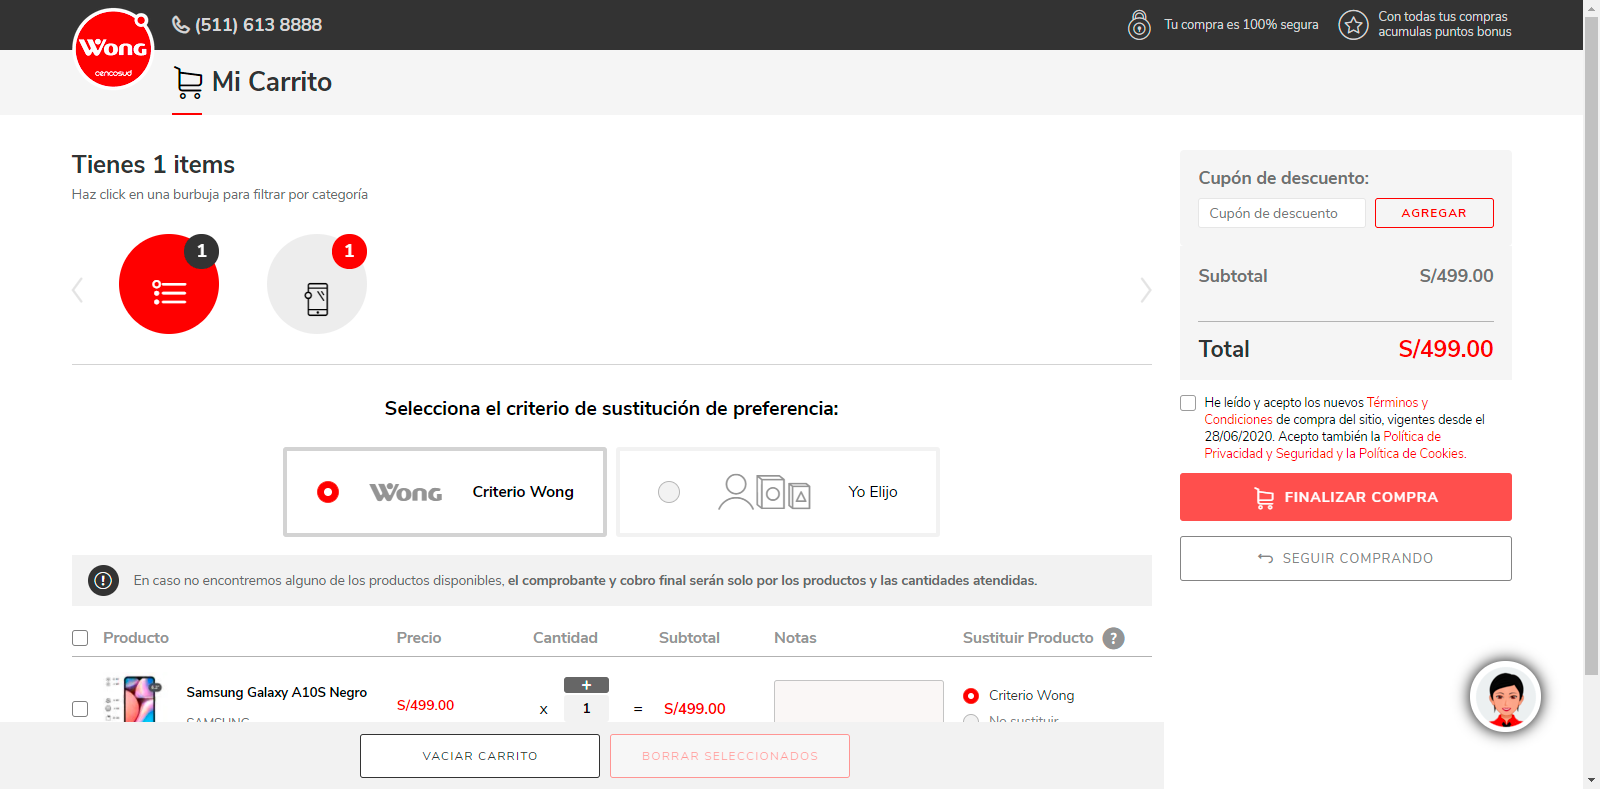 (511) 613 8888
Tu compra es 100% segura
Con todas tus compras
acumulas puntos bonus
Wong
cencosud
Mi Carrito
Tienes 1 items
Haz click en una burbuja para filtrar por categoría
1
1
Cupón de descuento:
Cupón de descuento
AGREGAR
Subtotal
S/499.00
Total
S/499.00
He leído y acepto los nuevos Términos y
Condiciones de compra del sitio, vigentes desde el
28/06/2020. Acepto también la Política de
Privacidad y Seguridad y la Política de Cookies.
FINALIZAR COMPRA
SEGUIR COMPRANDO
Selecciona el criterio de sustitución de preferencia:
Wong
Criterio Wong
Yo Elijo
En caso no encontremos alguno de los productos disponibles, el comprobante y cobro final serán solo por los productos y las cantidades atendidas.
Producto
Precio
Cantidad
Subtotal
Notas
Sustituir Producto ?
Samsung Galaxy A10S Negro
SAMSUNG
S/499.00
x
+
1
=
S/499.00
Criterio Wong
No sustituir
VACIAR CARRITO
BORRAR SELECCIONADOS